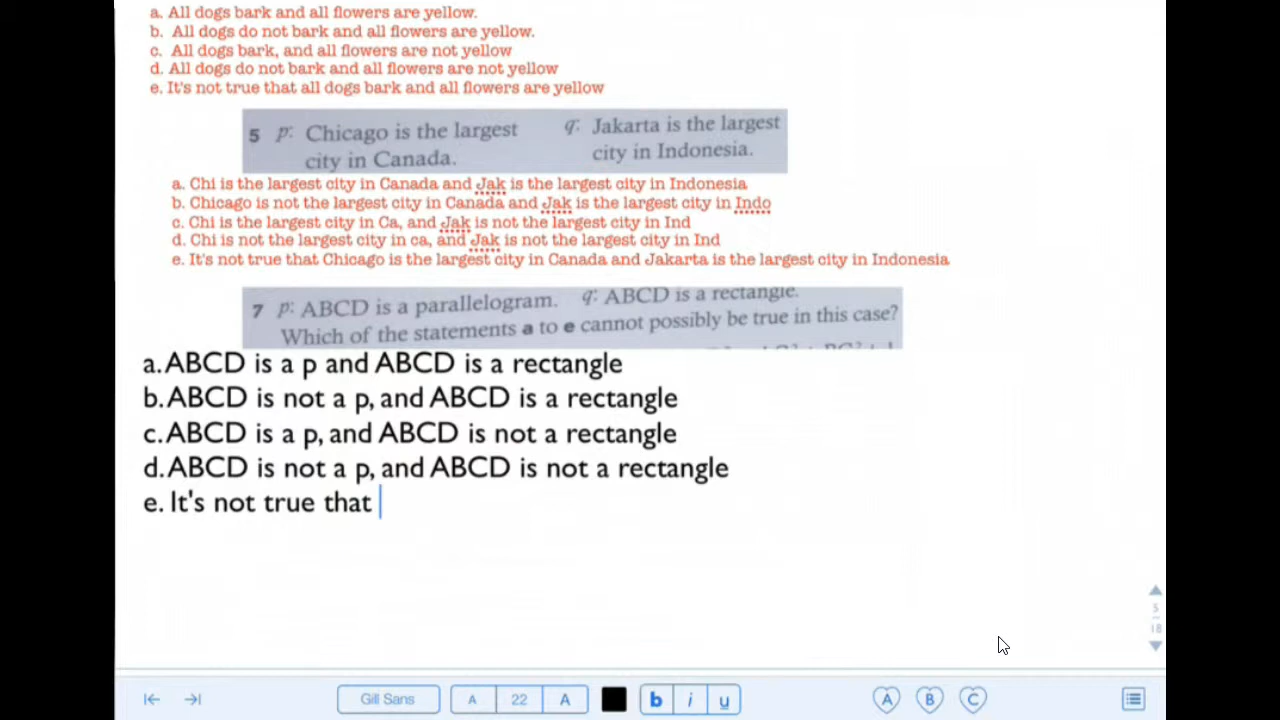 a. All dogs bark and all flowers are yellow.
b. All dogs do not bark and all flowers are yellow.
c. All dogs bark, and all flowers are not yellow
d. All dogs do not bark and all flowers are not yellow
e. It's not true that all dogs bark and all flowers are yellow
5 p: Chicago is the largest city in Canada.
q: Jakarta is the largest city in Indonesia.
a. Chi is the largest city in Canada and Jak is the largest city in Indonesia
b. Chicago is not the largest city in Canada and Jak is the largest city in Indo
c. Chi is the largest city in Ca, and Jak is not the largest city in Ind
d. Chi is not the largest city in ca, and Jak is not the largest city in Ind
e. It's not true that Chicago is the largest city in Canada and Jakarta is the largest city in Indonesia
7 p: ABCD is a parallelogram. q: ABCD is a rectangle.
Which of the statements a to e cannot possibly be true in this case?
a. ABCD is a p and ABCD is a rectangle
b. ABCD is not a p, and ABCD is a rectangle
c. ABCD is a p, and ABCD is not a rectangle
d. ABCD is not a p, and ABCD is not a rectangle
e. It's not true that
5
18
Gill Sans A 22 A b i u A B C